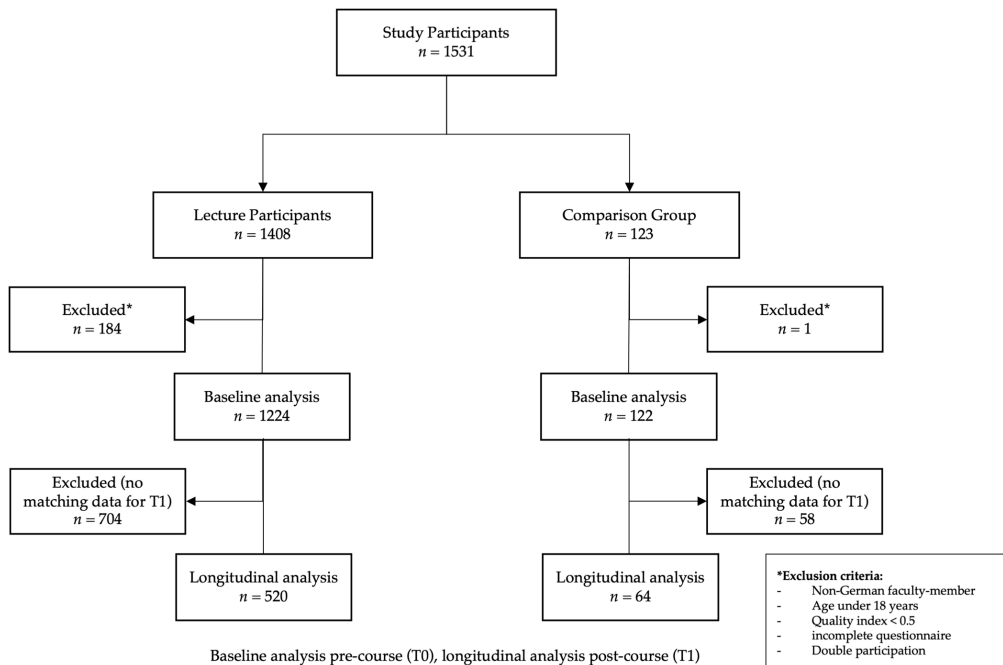 Study Participants
n = 1531
Lecture Participants
n = 1408
Comparison Group
n = 123
Excluded*
n = 184
Excluded*
n = 1
Baseline analysis
n = 1224
Baseline analysis
n = 122
Excluded (no
matching data for T1)
n = 704
Excluded (no
matching data for T1)
n = 58
Longitudinal analysis
n = 520
Longitudinal analysis
n = 64
*Exclusion criteria:
- Non-German faculty-member
- Age under 18 years
- Quality index < 0.5
- incomplete questionnaire
- Double participation
Baseline analysis pre-course (T0), longitudinal analysis post-course (T1)